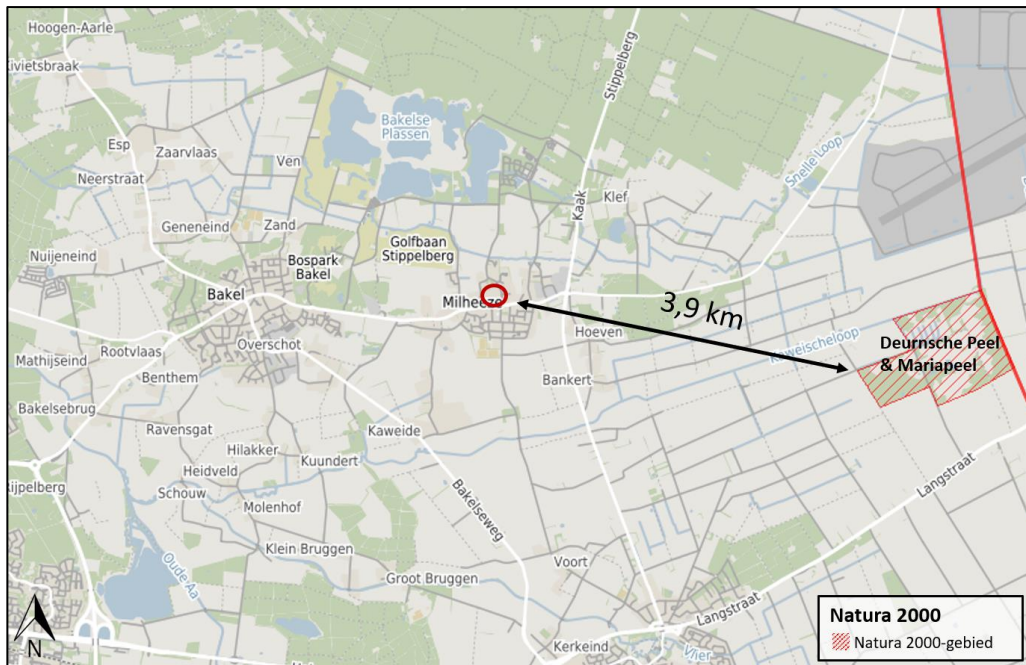 Hoogen-Aarle
Rivietsbraak
Stippelberg
Bakelse
Plassen
Esp
Zaarvlaas
Ven
Neerstraat
Snelle Loop
Klef
Kaak
Geneneind
Zand
Golfbaan
Stippelberg
Bospark
Bakel
Nuijeneind
Bakel
Milheeze
3,9 km
Hoeven
Overschot
Rootvlaas
Mathijseind
Benthem
Kaweischeloop
Deurnsche Peel
& Mariapeel
Bankert
Bakelsebrug
Ravensgat
Kaweide
Hilakker
Kuundert
Heidveld
Rijpelberg
Schouw
Molenhof
Langstraat
Bakelseweg
Klein Bruggen
Oude Aa
Groot Bruggen
Voort
Langstraat
Kerkeind
Vlier
N
Natura 2000
Natura 2000-gebied